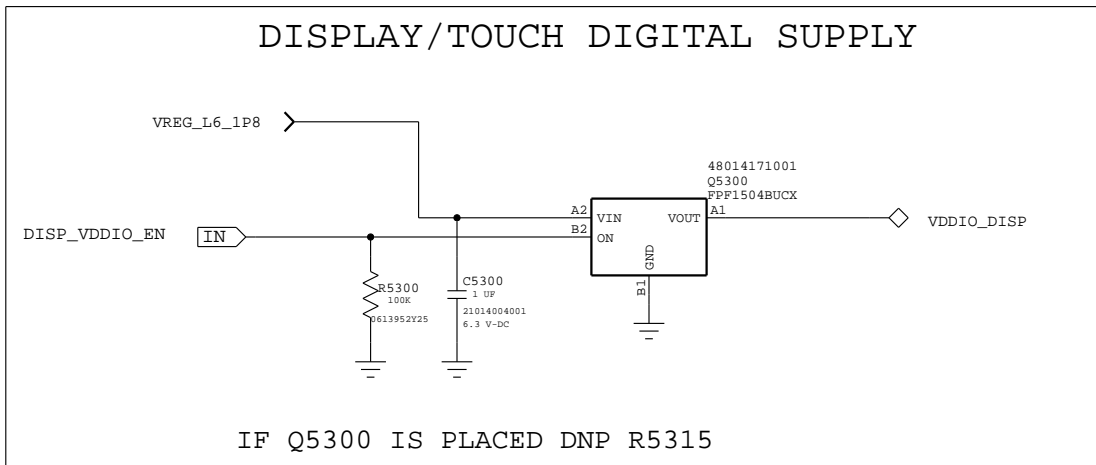 DISPLAY/TOUCH DIGITAL SUPPLY
VREG_L6_1P8
48014171001
Q5300
FPF1504BUCX
A2
VIN
VOUT
A1
DISP_VDDIO_EN
IN
B2
ON
GND
B1
VDDIO_DISP
R5300
100K
0613952Y25
C5300
1 UF
21014004001
6.3 V-DC
IF Q5300 IS PLACED DNP R5315